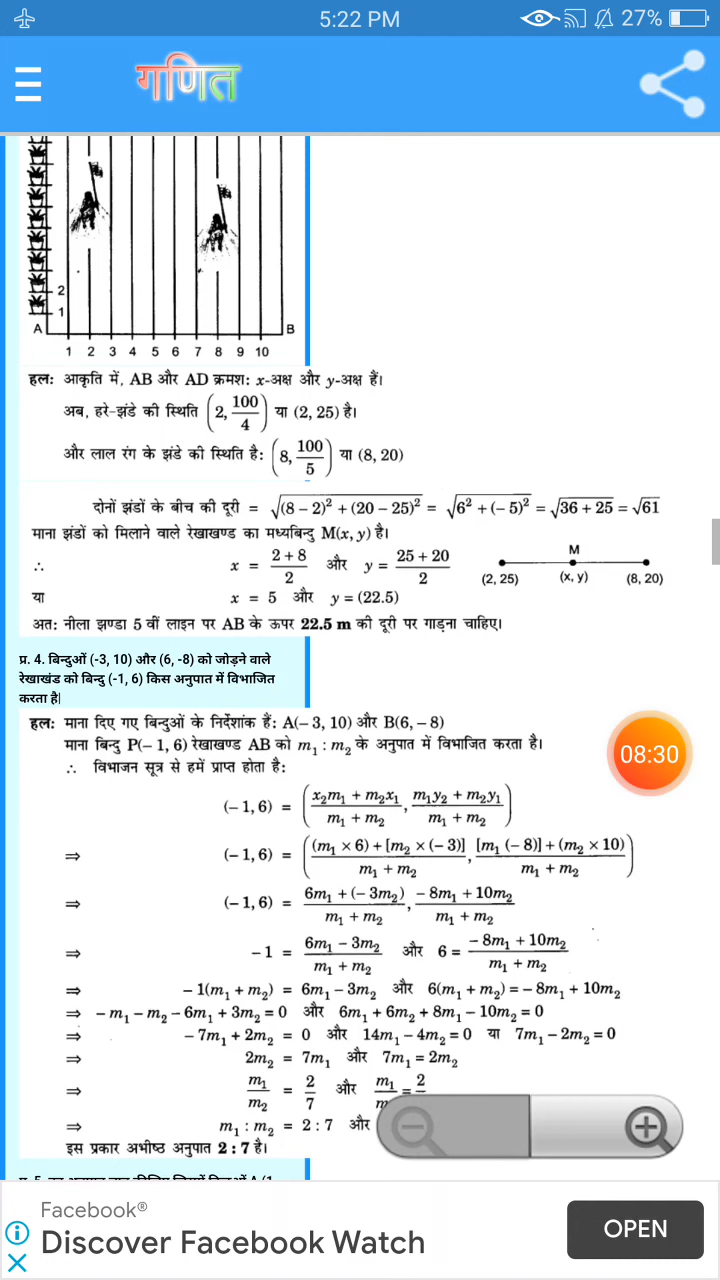 5:22 PM
27%
गणित
2
1
A
B
1 2 3 4 5 6 7 8 9 10
हल: आकृति में, AB और AD क्रमश: x-अक्ष और y-अक्ष हैं।
अब, हरे-झंडे की स्थिति (2, 100/4) या (2, 25) है।
और लाल रंग के झंडे की स्थिति है: (8, 100/5) या (8, 20)
दोनों झंडों के बीच की दूरी = √(8 – 2)² + (20 – 25)² = √6² + (– 5)² = √36 + 25 = √61
माना झंडों को मिलाने वाले रेखाखण्ड का मध्यबिन्दु M(x, y) है।
∴ x = 2 + 8/2 और y = 25 + 20/2
M
(2, 25) (x, y) (8, 20)
या x = 5 और y = (22.5)
अत: नीला झण्डा 5 वीं लाइन पर AB के ऊपर 22.5 m की दूरी पर गाड़ना चाहिए।
प्र. 4. बिन्दुओं (-3, 10) और (6, -8) को जोड़ने वाले
रेखाखंड को बिन्दु (-1, 6) किस अनुपात में विभाजित
करता है|
हल: माना दिए गए बिन्दुओं के निर्देशांक हैं: A(– 3, 10) और B(6, – 8)
माना बिन्दु P(– 1, 6) रेखाखण्ड AB को m₁ : m₂ के अनुपात में विभाजित करता है।
∴ विभाजन सूत्र से हमें प्राप्त होता है:
(– 1, 6) = (x₂m₁ + m₂x₁/m₁ + m₂, m₁y₂ + m₂y₁/m₁ + m₂)
⇒ (– 1, 6) = ((m₁ × 6) + [m₂ × (– 3)]/m₁ + m₂, [m₁ (– 8)] + (m₂ × 10)/m₁ + m₂)
⇒ (– 1, 6) = 6m₁ + (– 3m₂)/m₁ + m₂, – 8m₁ + 10m₂/m₁ + m₂
⇒ – 1 = 6m₁ – 3m₂/m₁ + m₂ और 6 = – 8m₁ + 10m₂/m₁ + m₂
⇒ – 1(m₁ + m₂) = 6m₁ – 3m₂ और 6(m₁ + m₂) = – 8m₁ + 10m₂
⇒ – m₁ – m₂ – 6m₁ + 3m₂ = 0 और 6m₁ + 6m₂ + 8m₁ – 10m₂ = 0
⇒ – 7m₁ + 2m₂ = 0 और 14m₁ – 4m₂ = 0 या 7m₁ – 2m₂ = 0
⇒ 2m₂ = 7m₁ और 7m₁ = 2m₂
⇒ m₁/m₂ = 2/7 और m₁/m = 2
⇒ m₁ : m₂ = 2 : 7 और
इस प्रकार अभीष्ठ अनुपात 2 : 7 है।
08:30
Facebook®
Discover Facebook Watch
OPEN